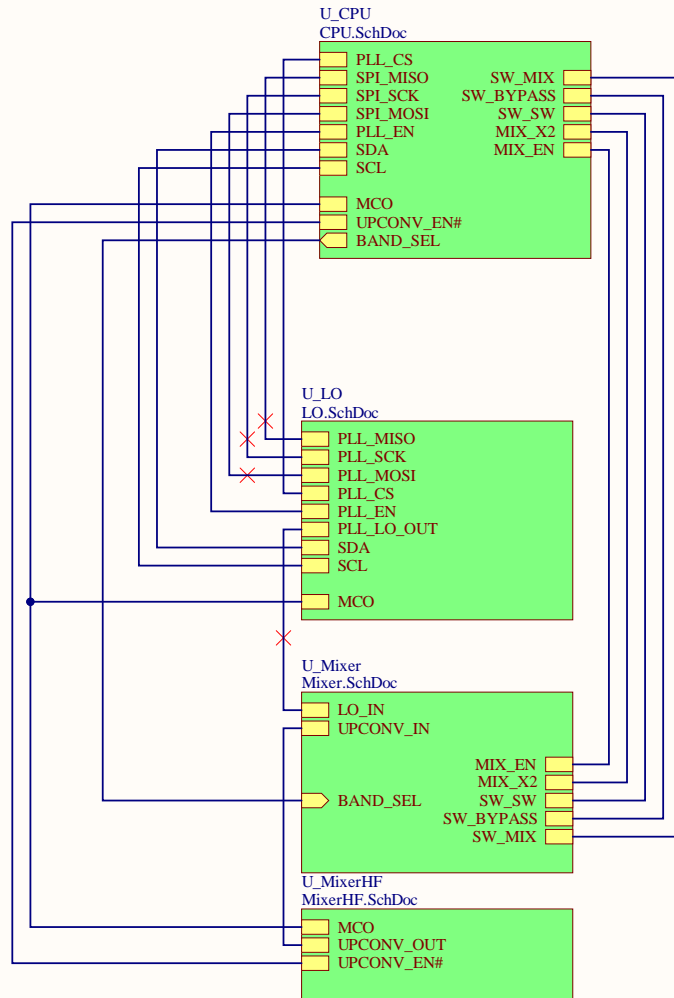 U_CPU
CPU.SchDoc
PLL_CS
SPI_MISO SW_MIX
SPI_SCK SW_BYPASS
SPI_MOSI SW_SW
PLL_EN MIX_X2
SDA MIX_EN
SCL
MCO
UPCONV_EN#
BAND_SEL
U_LO
LO.SchDoc
PLL_MISO
PLL_SCK
PLL_MOSI
PLL_CS
PLL_EN
PLL_LO_OUT
SDA
SCL
MCO
U_Mixer
Mixer.SchDoc
LO_IN
UPCONV_IN
MIX_EN
MIX_X2
BAND_SEL SW_SW
SW_BYPASS
SW_MIX
U_MixerHF
MixerHF.SchDoc
MCO
UPCONV_OUT
UPCONV_EN#